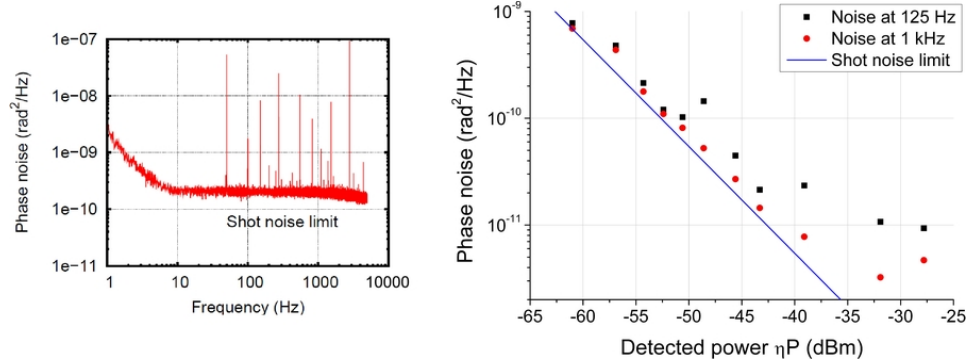 1e-07
1e-08
1e-09
1e-10
1e-11
Phase noise (rad²/Hz)
Shot noise limit
1 10 100 1000 10000
Frequency (Hz)
10⁻⁹
10⁻¹⁰
10⁻¹¹
Phase noise (rad²/Hz)
Noise at 125 Hz
Noise at 1 kHz
Shot noise limit
-65 -60 -55 -50 -45 -40 -35 -30 -25
Detected power ηP (dBm)